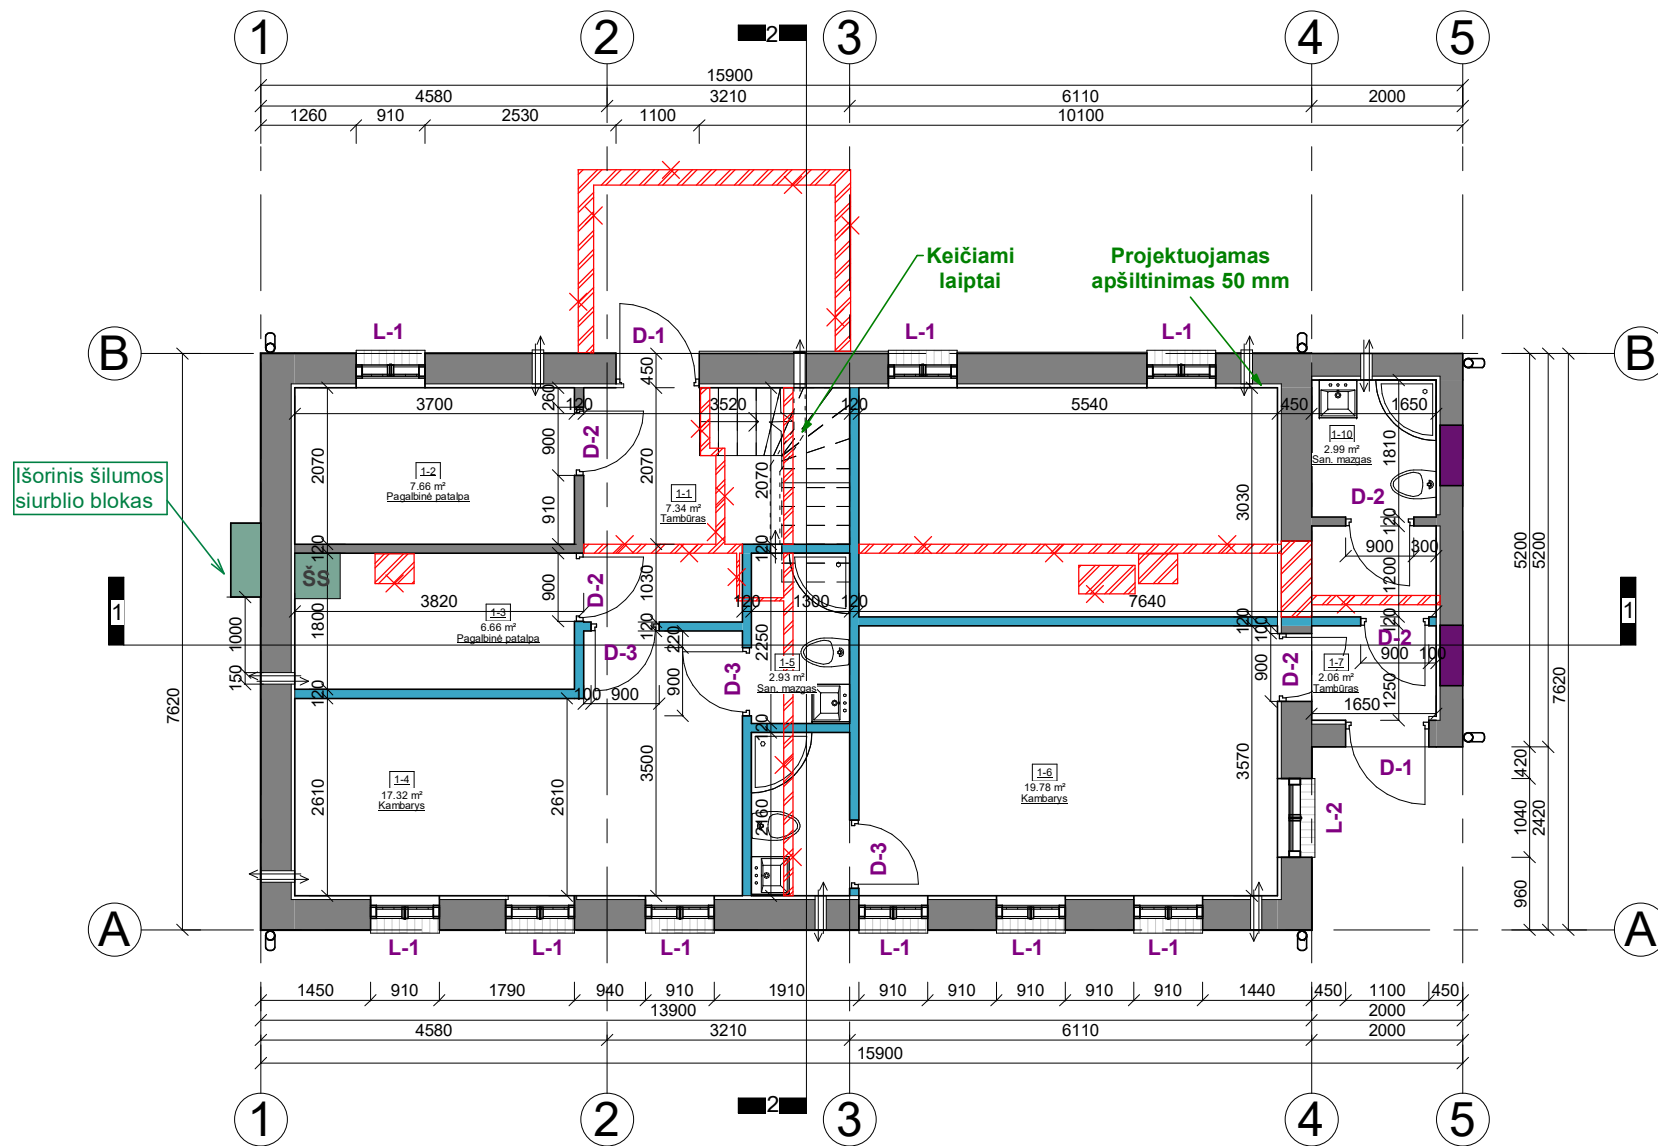 1
2
3
4
5
2
15900
4580
3210
6110
2000
1260
910
2530
1100
10100
Keičiami
laiptai
Projektuojamas
apšiltinimas 50 mm
B
B
L-1
D-1
L-1
L-1
450
3700
260
120
3520
120
5540
450
1650
D-2
900
2070
2070
2070
910
1-2
7.66 m²
Pagalbinė patalpa
1-1
7.34 m²
Tambūras
3030
1-10
2.99 m²
San. mazgas
1810
D-2
Išorinis šilumos
siurblio blokas
ŠS
120
120
120
900
300
5200
5200
3820
1800
900
D-2
1030
120
1300
120
7640
1200
1-3
6.66 m²
Pagalbinė patalpa
1
1
1000
150
7620
120
D-3
120
220
2250
1-5
2.93 m²
San. mazgas
D-3
900
100
900
120
100
900
D-2
1-7
2.06 m²
Tambūras
120
D-2
900
100
1250
1650
7620
120
120
3500
2610
2610
1-4
17.32 m²
Kambarys
2160
1-6
19.78 m²
Kambarys
3570
D-3
D-1
L-2
420
1040
2420
960
A
A
L-1
L-1
L-1
L-1
L-1
L-1
1450
910
1790
940
910
1910
910
910
910
910
910
1440
450
1100
450
13900
2000
4580
3210
6110
2000
15900
2
1
2
3
4
5